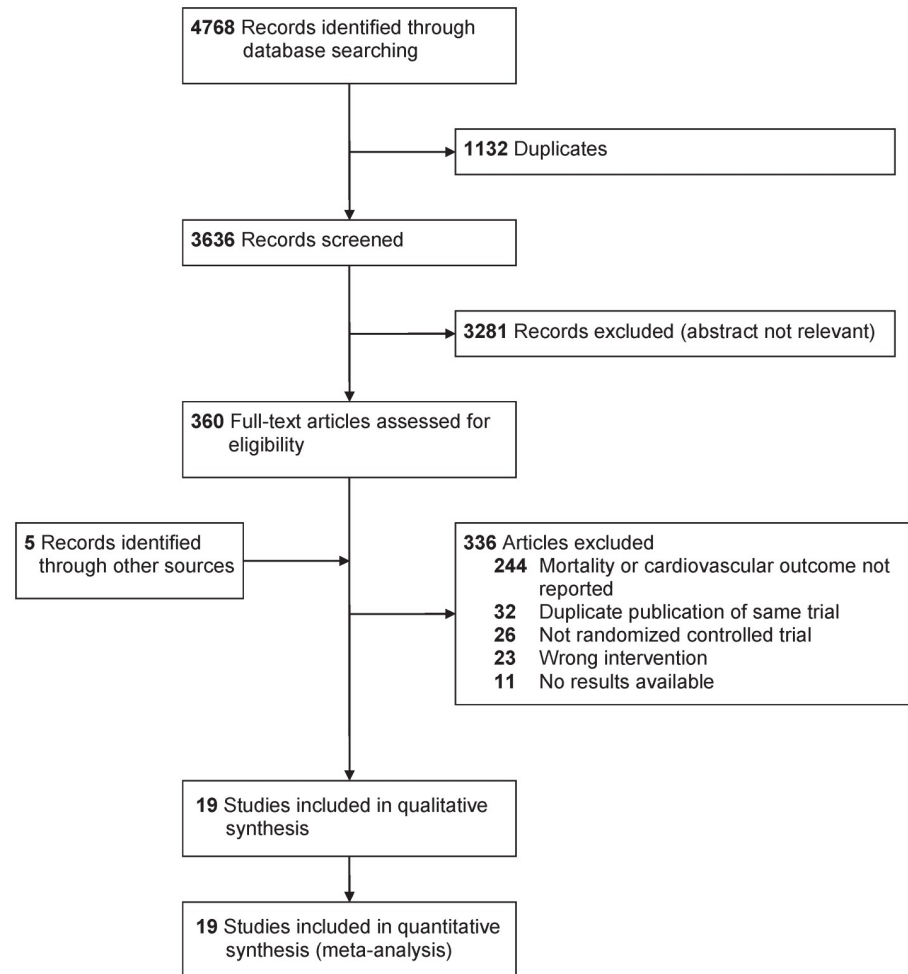 4768 Records identified through
database searching
1132 Duplicates
3636 Records screened
3281 Records excluded (abstract not relevant)
360 Full-text articles assessed for
eligibility
5 Records identified
through other sources
336 Articles excluded
244 Mortality or cardiovascular outcome not
reported
32 Duplicate publication of same trial
26 Not randomized controlled trial
23 Wrong intervention
11 No results available
19 Studies included in qualitative
synthesis
19 Studies included in quantitative
synthesis (meta-analysis)